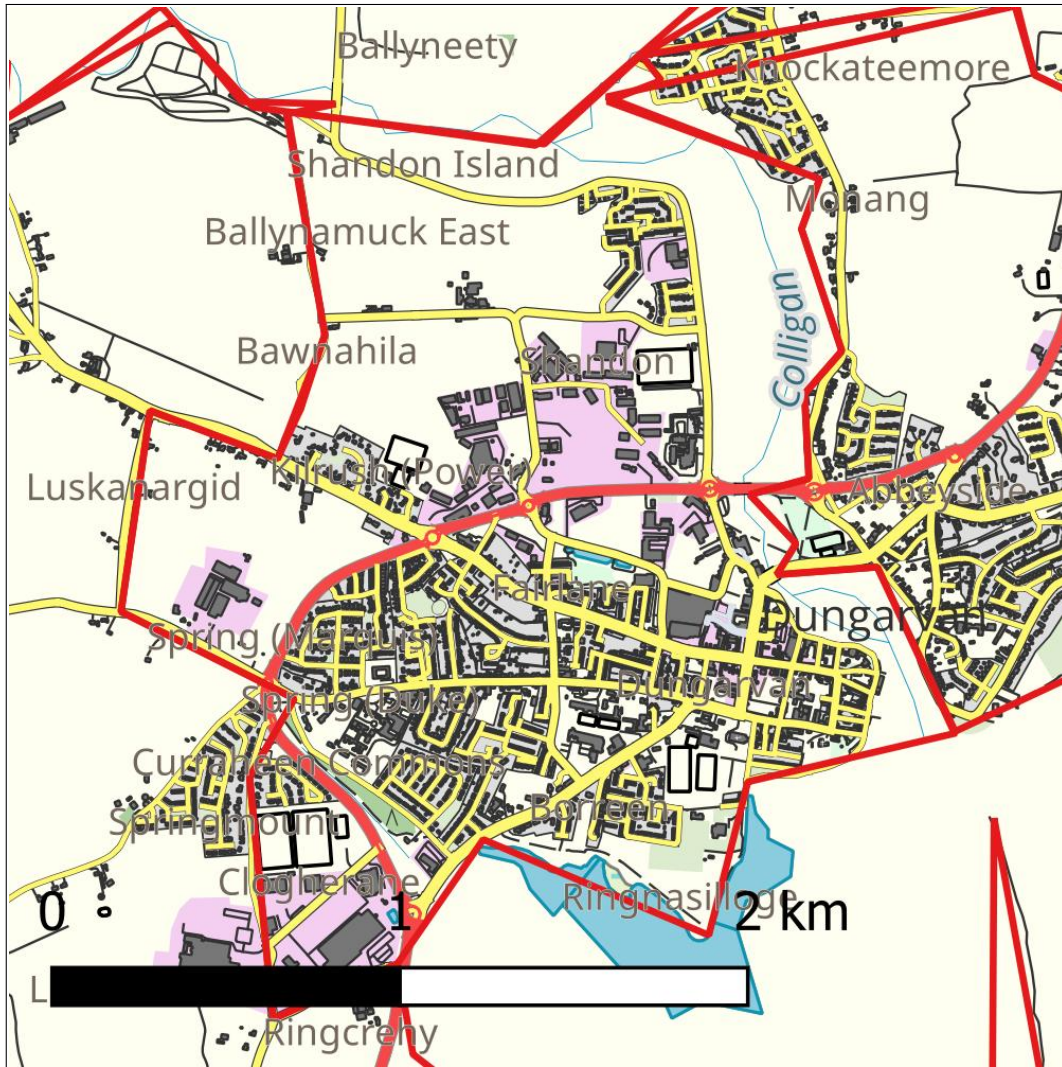 Ballyneety
Knockateemore
Shandon Island
Monang
Ballynamuck East
Colligan
Bawnahila
Shandon
Kilrush (Power)
Luskanargid
Abbeyside
Fairlane
Dungarvan
Spring (Marquis)
Dungarvan
Spring (Duke)
Curraheen Commons
Springmount
Borreen
Clogherane
Ringnasilloge
0
1
2 km
L
Ringcrehy